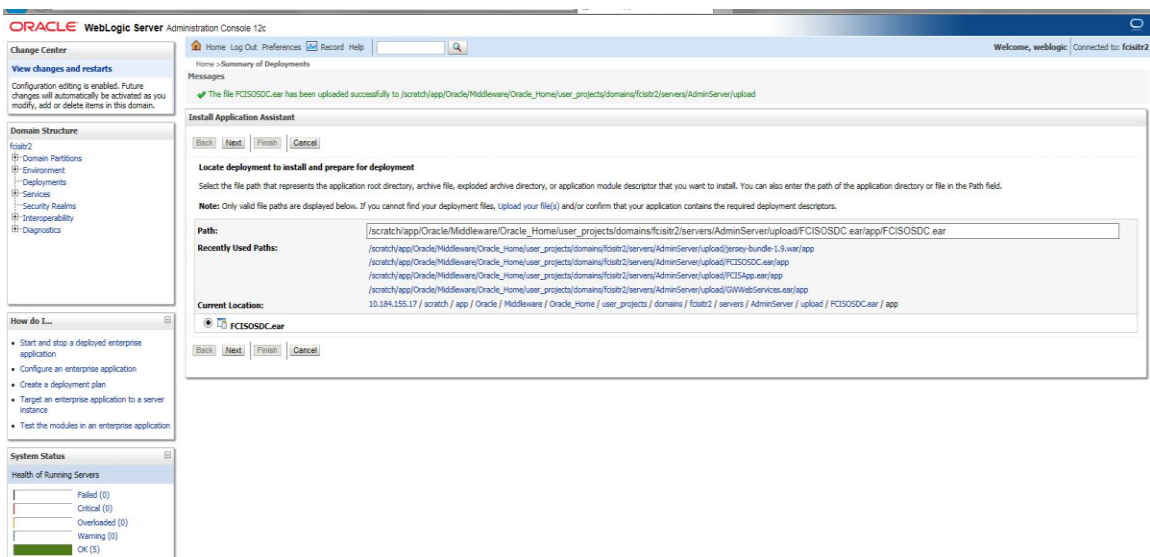 ORACLE WebLogic Server Administration Console 12c
Change Center
View changes and restarts
Configuration editing is enabled. Future
changes will automatically be activated as you
modify, add or delete items in this domain.
Domain Structure
fcisitr2
Domain Partitions
Environment
Deployments
Services
Security Realms
Interoperability
Diagnostics
How do I...
Start and stop a deployed enterprise
application
Configure an enterprise application
Create a deployment plan
Target an enterprise application to a server
instance
Test the modules in an enterprise application
System Status
Health of Running Servers
Failed (0)
Critical (0)
Overloaded (0)
Warning (0)
OK (5)
Home Log Out Preferences Record Help
Welcome, weblogic Connected to: fcisitr2
Home >Summary of Deployments
Messages
The file FCISOSDC.ear has been uploaded successfully to /scratch/app/Oracle/Middleware/Oracle_Home/user_projects/domains/fcisitr2/servers/AdminServer/upload
Install Application Assistant
Back Next Finish Cancel
Locate deployment to install and prepare for deployment
Select the file path that represents the application root directory, archive file, exploded archive directory, or application module descriptor that you want to install. You can also enter the path of the application directory or file in the Path field.
Note: Only valid file paths are displayed below. If you cannot find your deployment files, Upload your file(s) and/or confirm that your application contains the required deployment descriptors.
Path: /scratch/app/Oracle/Middleware/Oracle_Home/user_projects/domains/fcisitr2/servers/AdminServer/upload/FCISOSDC.ear/app/FCISOSDC.ear
Recently Used Paths: /scratch/app/Oracle/Middleware/Oracle_Home/user_projects/domains/fcisitr2/servers/AdminServer/upload/jersey-bundle-1.9.war/app
/scratch/app/Oracle/Middleware/Oracle_Home/user_projects/domains/fcisitr2/servers/AdminServer/upload/FCISOSDC.ear/app
/scratch/app/Oracle/Middleware/Oracle_Home/user_projects/domains/fcisitr2/servers/AdminServer/upload/FCISApp.ear/app
/scratch/app/Oracle/Middleware/Oracle_Home/user_projects/domains/fcisitr2/servers/AdminServer/upload/GWWebServices.ear/app
Current Location: 10.184.155.17 / scratch / app / Oracle / Middleware / Oracle_Home / user_projects / domains / fcisitr2 / servers / AdminServer / upload / FCISOSDC.ear / app
FCISOSDC.ear
Back Next Finish Cancel